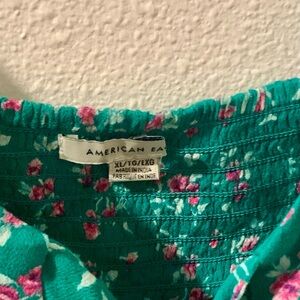 AMERICAN EA
XL/TG/EXG
MADE IN INDIA
FABRIQUÉ EN INDE